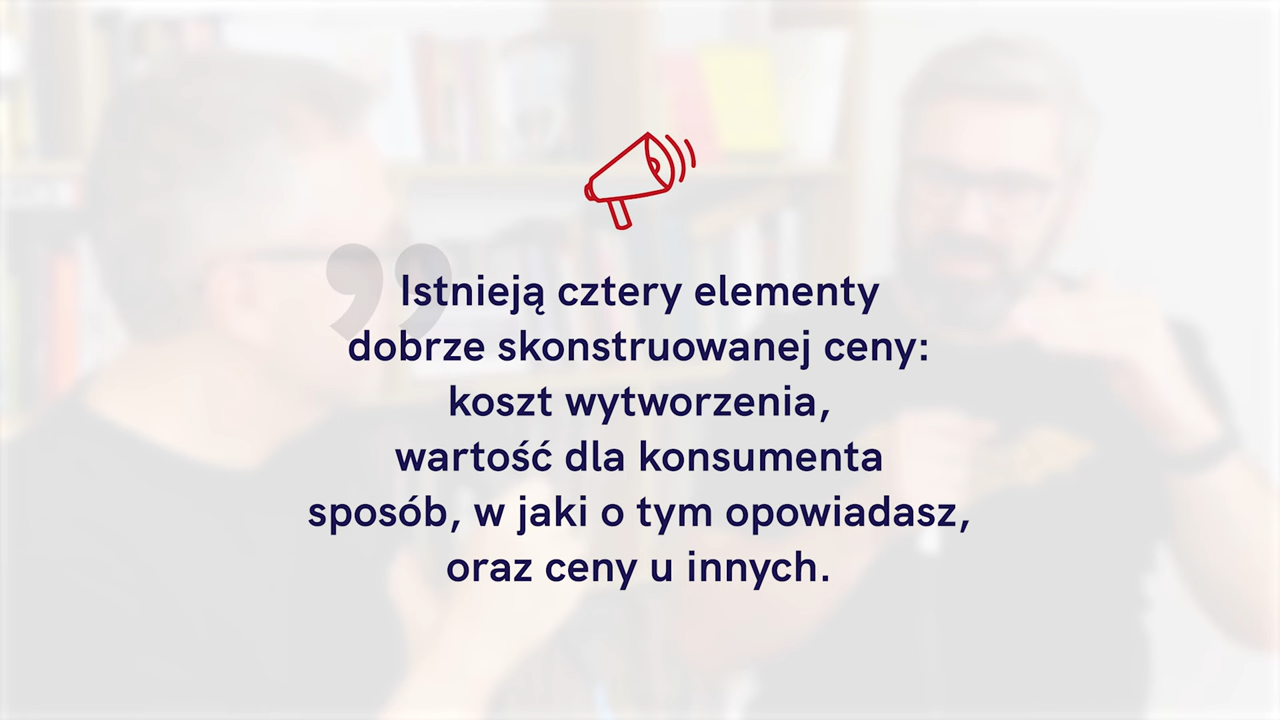 Istnieją cztery elementy
dobrze skonstruowanej ceny:
koszt wytworzenia,
wartość dla konsumenta
sposób, w jaki o tym opowiadasz,
oraz ceny u innych.